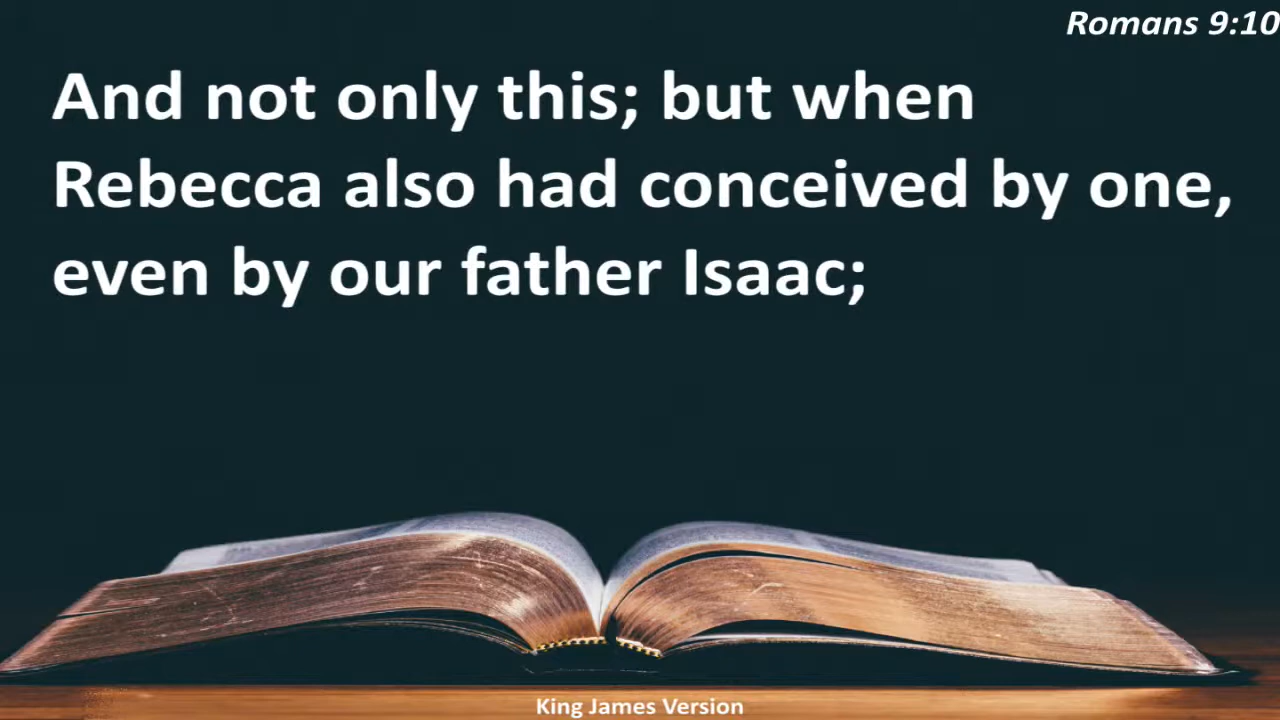 Romans 9:10
And not only this; but when
Rebecca also had conceived by one,
even by our father Isaac;
King James Version